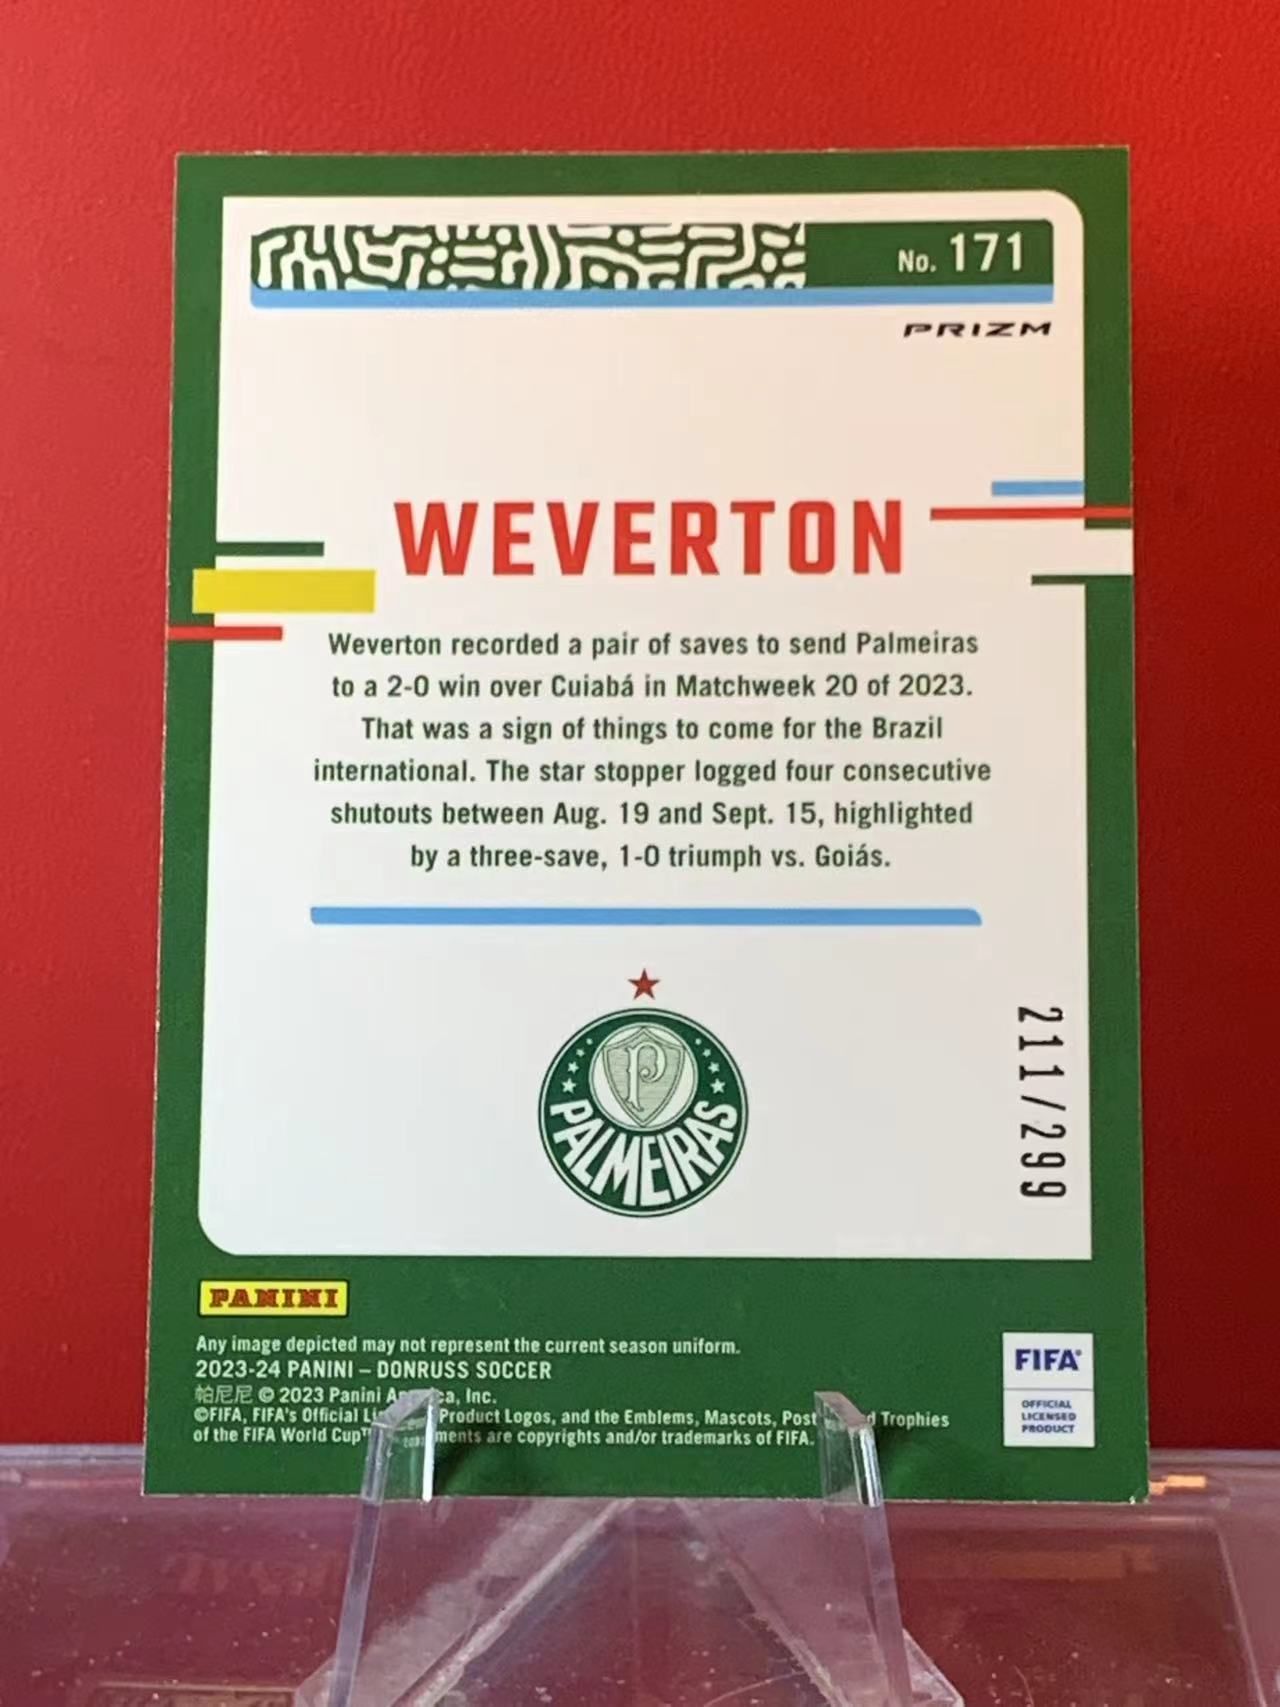 No. 171
PRIZM
WEVERTON
Weverton recorded a pair of saves to send Palmeiras
to a 2-0 win over Cuiabá in Matchweek 20 of 2023.
That was a sign of things to come for the Brazil
international. The star stopper logged four consecutive
shutouts between Aug. 19 and Sept. 15, highlighted
by a three-save, 1-0 triumph vs. Goiás.
P
PALMEIRAS
211/299
PANINI
Any image depicted may not represent the current season uniform.
2023-24 PANINI – DONRUSS SOCCER
帕尼尼 © 2023 Panini America, Inc.
©FIFA, FIFA's Official Product Logos, and the Emblems, Mascots, Trophies
of the FIFA World Cup™ are copyrights and/or trademarks of FIFA.
FIFA®
OFFICIAL
LICENSED
PRODUCT